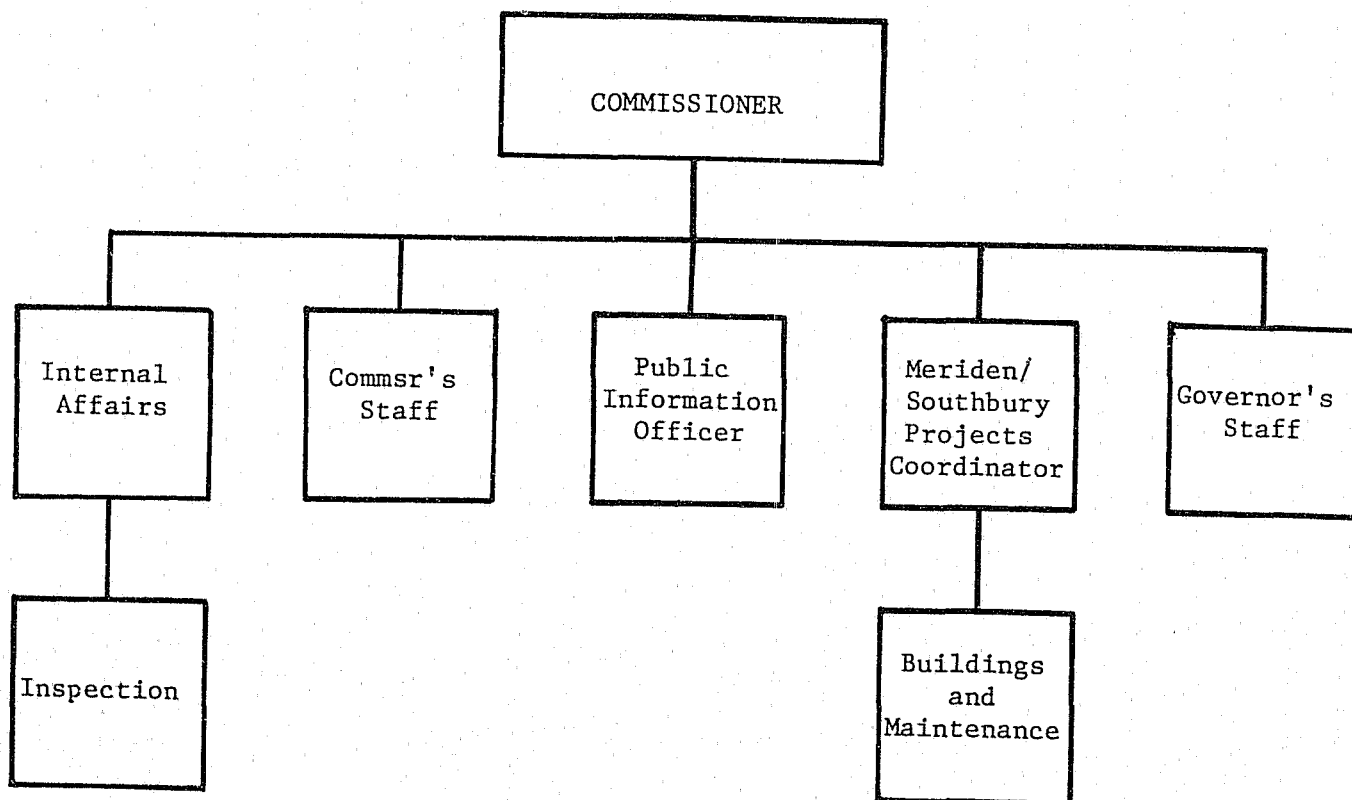 COMMISSIONER
Internal
Affairs
Commsr's
Staff
Public
Information
Officer
Meriden/
Southbury
Projects
Coordinator
Governor's
Staff
Inspection
Buildings
and
Maintenance